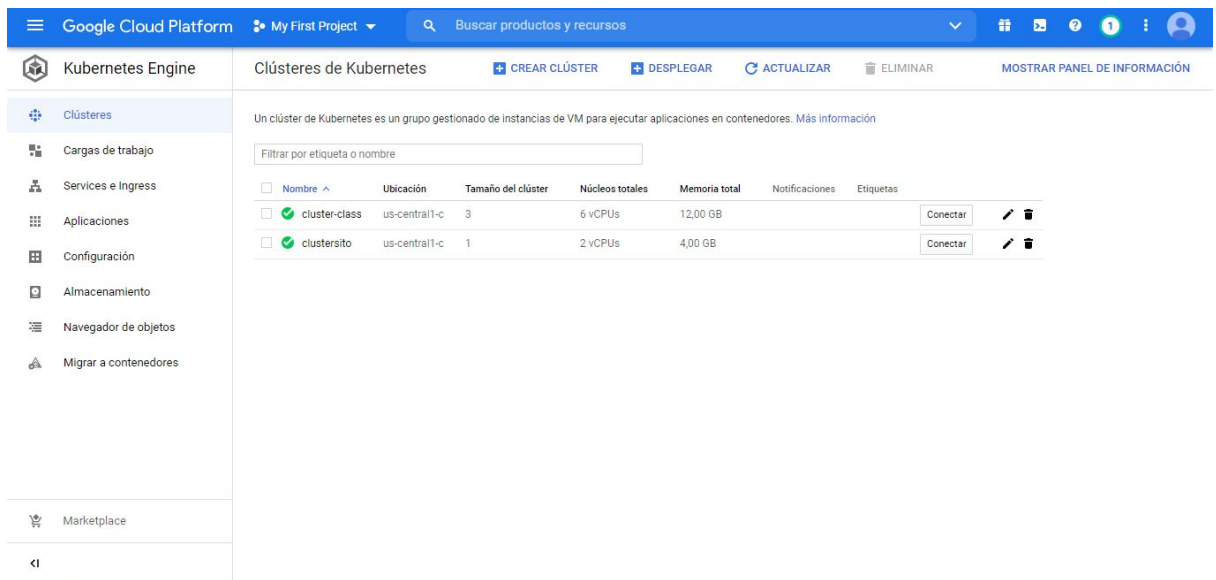 Google Cloud Platform My First Project Buscar productos y recursos 1
Kubernetes Engine
Clústeres de Kubernetes CREAR CLÚSTER DESPLEGAR ACTUALIZAR ELIMINAR MOSTRAR PANEL DE INFORMACIÓN
Clústeres
Cargas de trabajo
Services e Ingress
Aplicaciones
Configuración
Almacenamiento
Navegador de objetos
Migrar a contenedores
Marketplace
Un clúster de Kubernetes es un grupo gestionado de instancias de VM para ejecutar aplicaciones en contenedores. Más información
Filtrar por etiqueta o nombre
Nombre Ubicación Tamaño del clúster Núcleos totales Memoria total Notificaciones Etiquetas
cluster-class us-central1-c 3 6 vCPUs 12,00 GB Conectar
clustersito us-central1-c 1 2 vCPUs 4,00 GB Conectar